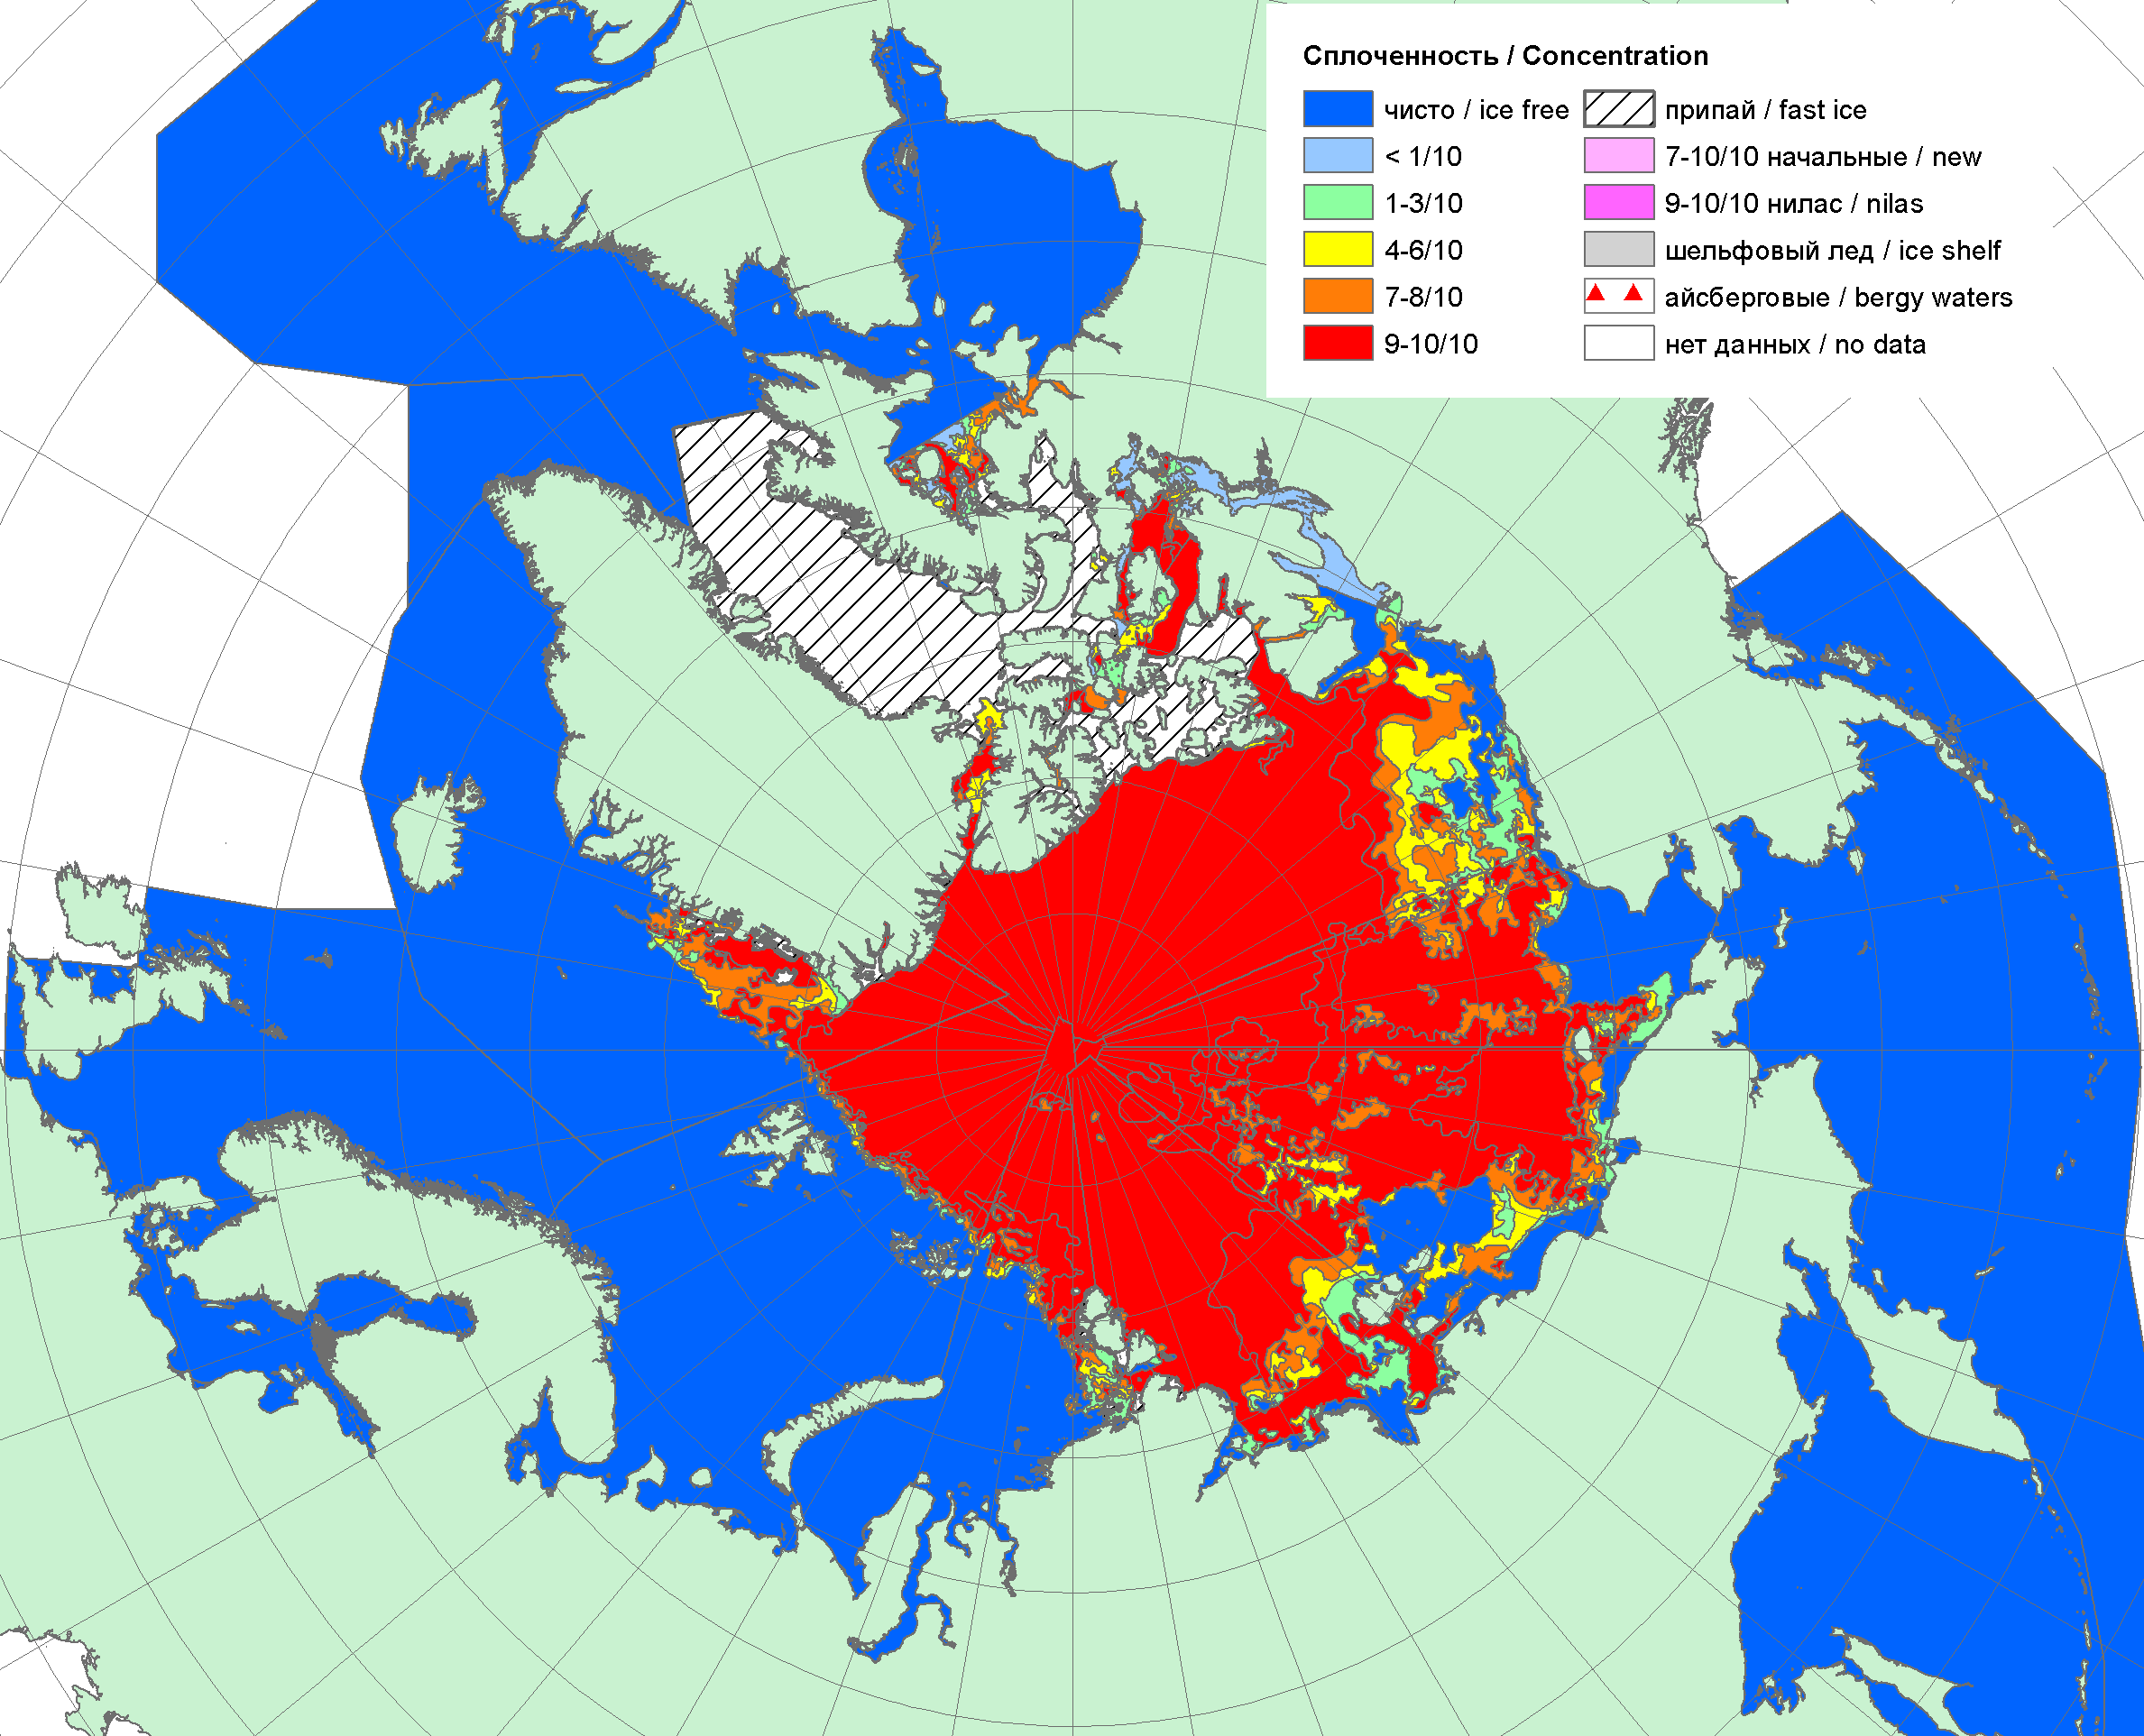 Сплоченность / Concentration
чисто / ice free
< 1/10
1-3/10
4-6/10
7-8/10
9-10/10
припай / fast ice
7-10/10 начальные / new
9-10/10 нилас / nilas
шельфовый лед / ice shelf
айсберговые / bergy waters
нет данных / no data